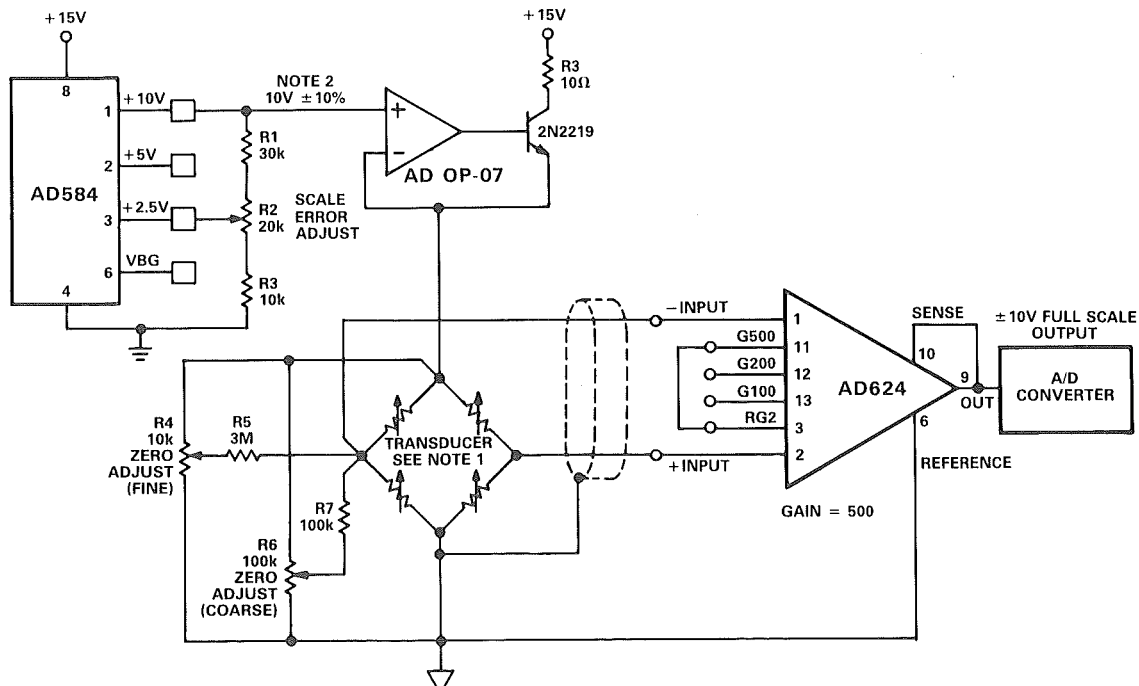 +15V
8
1
+10V
2
+5V
AD584
3
+2.5V
6
VBG
4
R1
30k
R2
20k
R3
10k
SCALE
ERROR
ADJUST
NOTE 2
10V ±10%
+
−
AD OP-07
+15V
R3
10Ω
2N2219
R4
10k
ZERO
ADJUST
(FINE)
R5
3M
R6
100k
ZERO
ADJUST
(COARSE)
R7
100k
TRANSDUCER
SEE NOTE 1
−INPUT
G500
G200
G100
RG2
+INPUT
1
11
12
13
3
2
AD624
SENSE
10
9
OUT
6
REFERENCE
GAIN = 500
±10V FULL SCALE
OUTPUT
A/D
CONVERTER